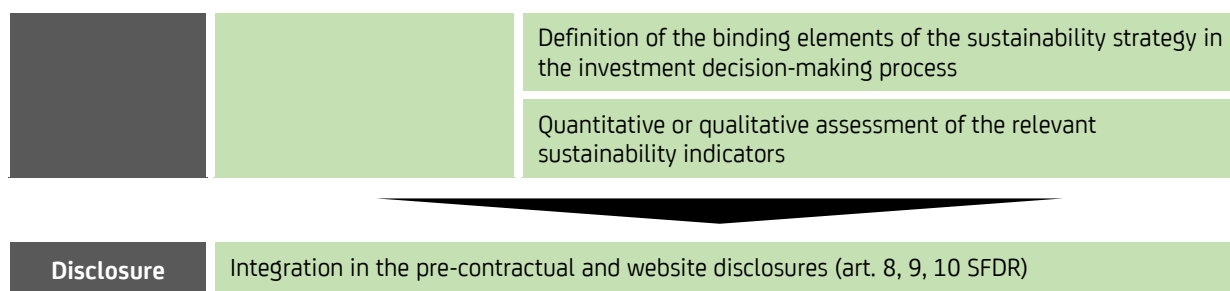 Definition of the binding elements of the sustainability strategy in
the investment decision-making process
Quantitative or qualitative assessment of the relevant
sustainability indicators
Disclosure
Integration in the pre-contractual and website disclosures (art. 8, 9, 10 SFDR)